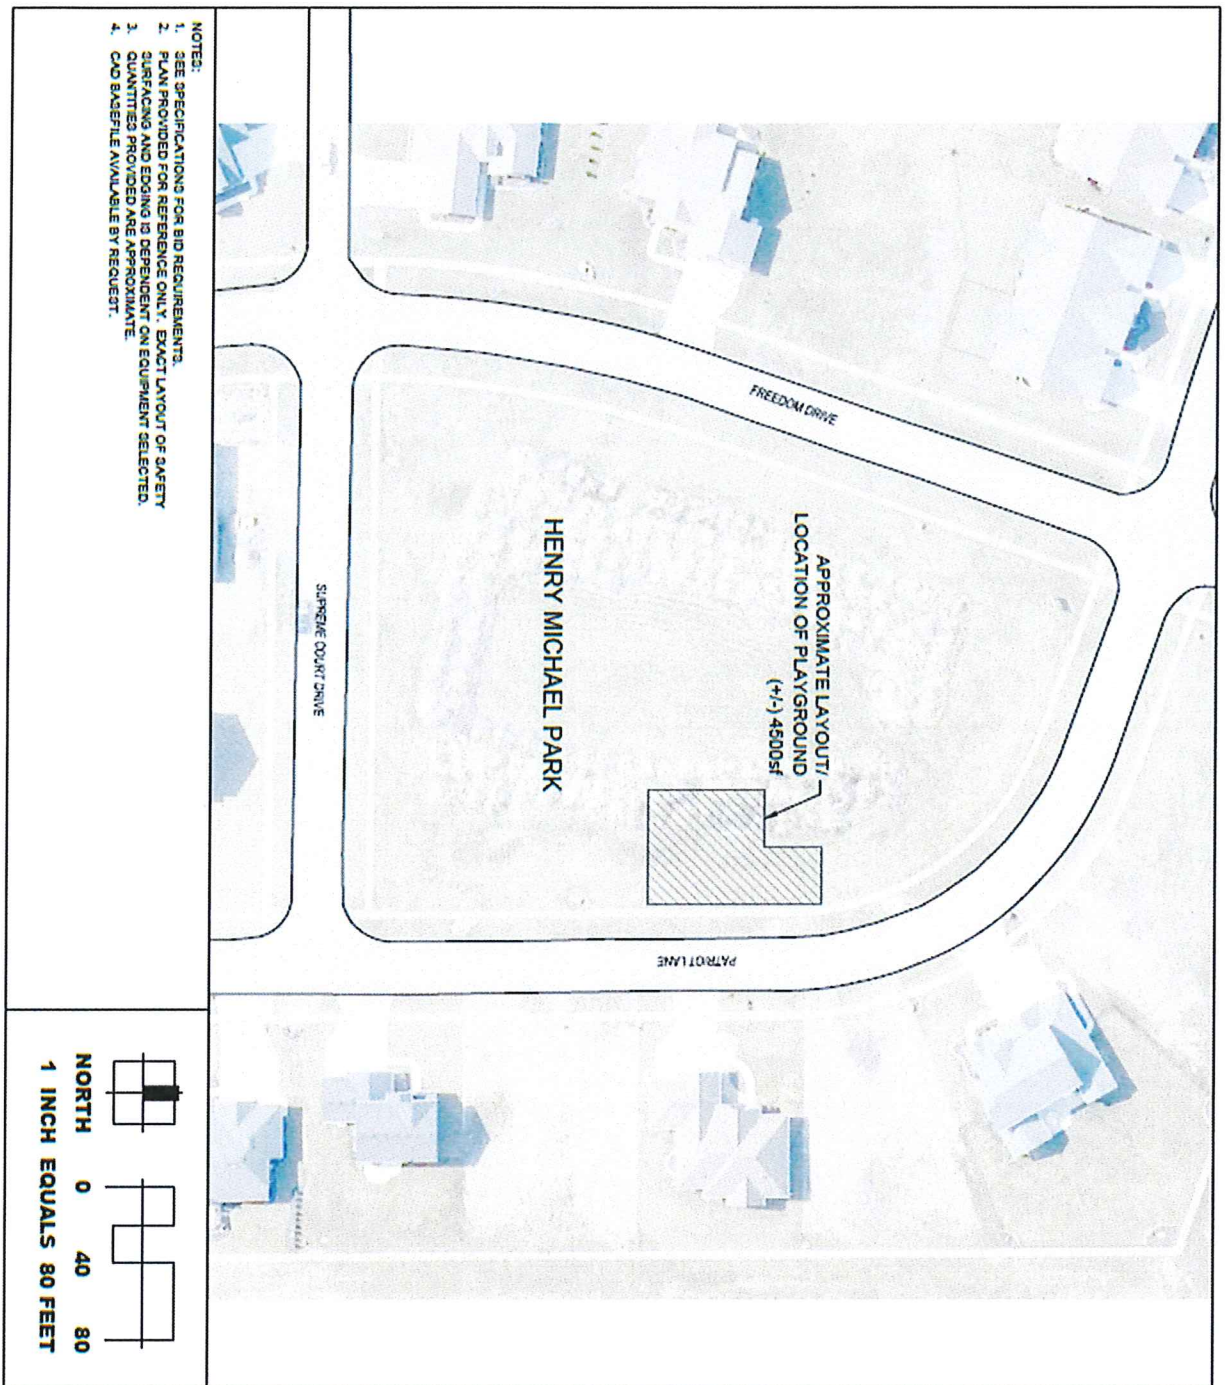 FREEDOM DRIVE
APPROXIMATE LAYOUT/
LOCATION OF PLAYGROUND
(+/-) 4500sf
HENRY MICHAEL PARK
PATRIOT LANE
SUPREME COURT DRIVE
NOTES:
1. SEE SPECIFICATIONS FOR BID REQUIREMENTS.
2. PLAN PROVIDED FOR REFERENCE ONLY. EXACT LAYOUT OF SAFETY
SURFACING AND EDGING IS DEPENDENT ON EQUIPMENT SELECTED.
3. QUANTITIES PROVIDED ARE APPROXIMATE.
4. CAD BASEFILE AVAILABLE BY REQUEST.
NORTH 0 40 80
1 INCH EQUALS 80 FEET